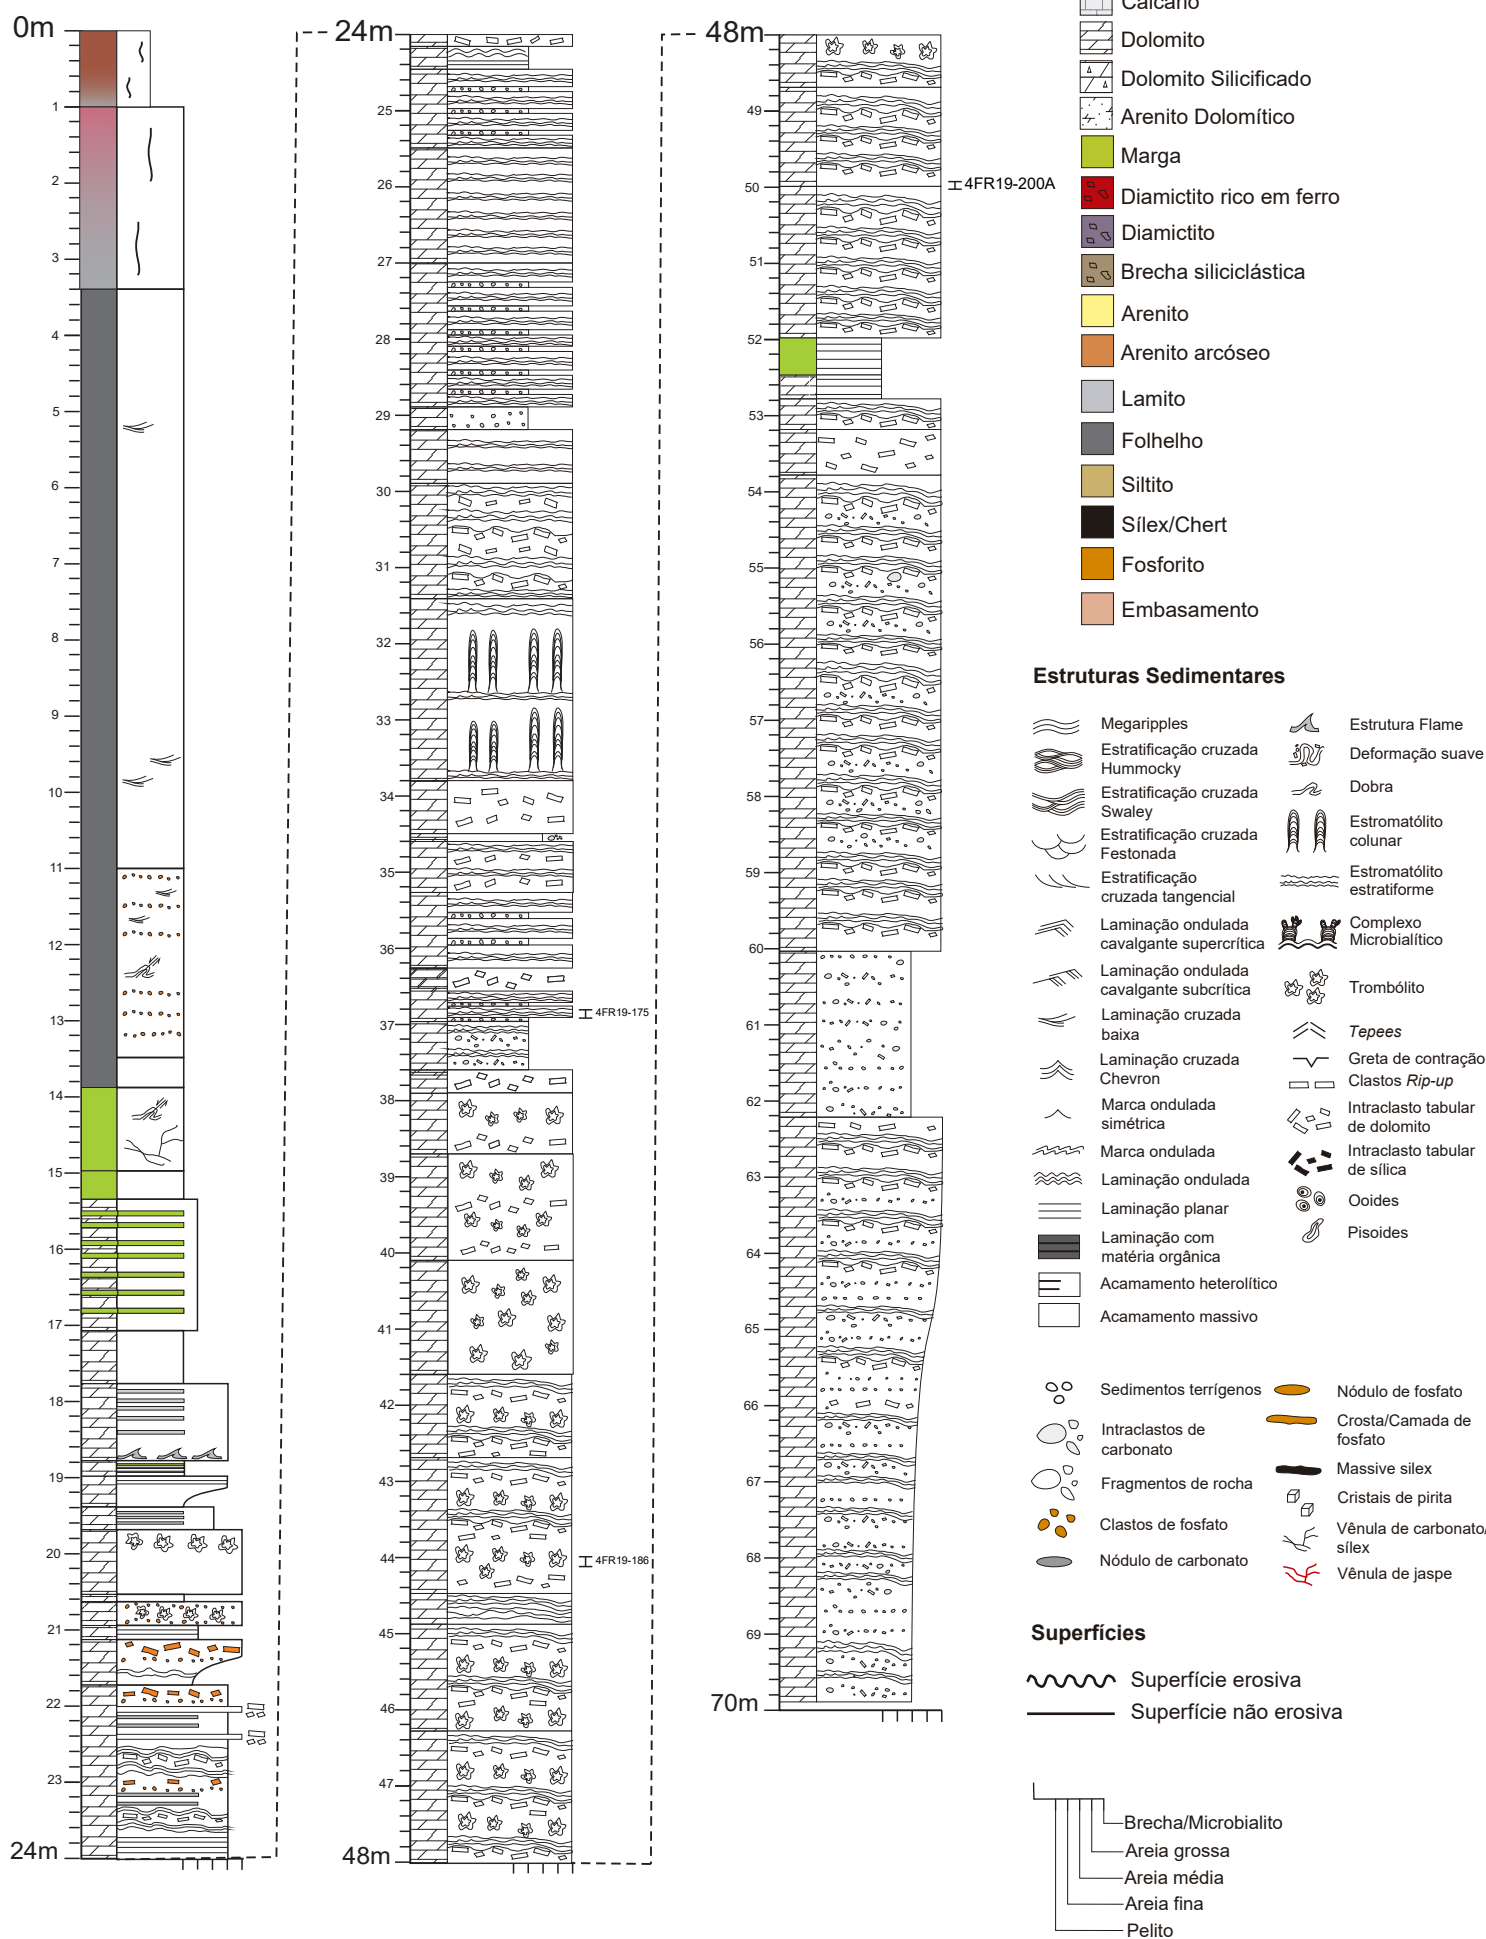 0m
1
2
3
4
5
6
7
8
9
10
11
12
13
14
15
16
17
18
19
20
21
22
23
24m
24m
25
26
27
28
29
30
31
32
33
34
35
36
37
4FR19-175
38
39
40
41
42
43
44
4FR19-186
45
46
47
48m
48m
49
50
4FR19-200A
51
52
53
54
55
56
57
58
59
60
61
62
63
64
65
66
67
68
69
70m
Calcário
Dolomito
Dolomito Silicificado
Arenito Dolomítico
Marga
Diamictito rico em ferro
Diamictito
Brecha siliciclástica
Arenito
Arenito arcóseo
Lamito
Folhelho
Siltito
Sílex/Chert
Fosforito
Embasamento
Estruturas Sedimentares
Megaripples
Estratificação cruzada
Hummocky
Estratificação cruzada
Swaley
Estratificação cruzada
Festonada
Estratificação
cruzada tangencial
Laminação ondulada
cavalgante supercrítica
Laminação ondulada
cavalgante subcrítica
Laminação cruzada
baixa
Laminação cruzada
Chevron
Marca ondulada
simétrica
Marca ondulada
Laminação ondulada
Laminação planar
Laminação com
matéria orgânica
Acamamento heterolítico
Acamamento massivo
Estrutura Flame
Deformação suave
Dobra
Estromatólito
colunar
Estromatólito
estratiforme
Complexo
Microbialítico
Trombólito
Tepees
Greta de contração
Clastos Rip-up
Intraclasto tabular
de dolomito
Intraclasto tabular
de sílica
Ooides
Pisoides
Sedimentos terrígenos
Intraclastos de
carbonato
Fragmentos de rocha
Clastos de fosfato
Nódulo de carbonato
Nódulo de fosfato
Crosta/Camada de
fosfato
Massive silex
Cristais de pirita
Vênula de carbonato/
sílex
Vênula de jaspe
Superfícies
Superfície erosiva
Superfície não erosiva
Brecha/Microbialito
Areia grossa
Areia média
Areia fina
Pelito